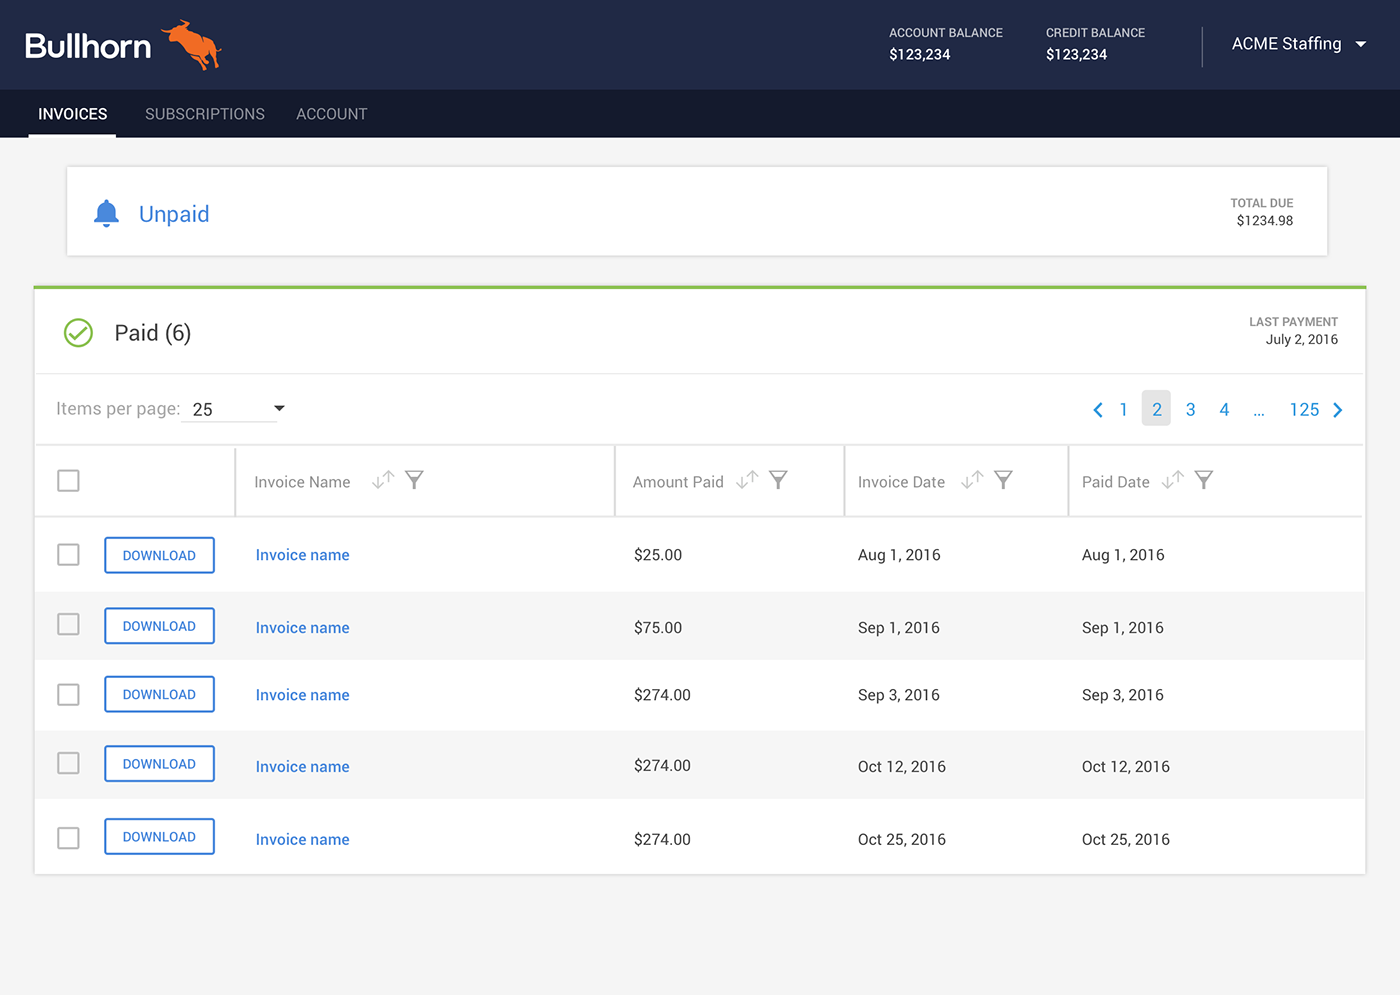 Bullhorn
ACCOUNT BALANCE
$123,234
CREDIT BALANCE
$123,234
ACME Staffing
INVOICES SUBSCRIPTIONS ACCOUNT
Unpaid
TOTAL DUE
$1234.98
Paid (6)
LAST PAYMENT
July 2, 2016
Items per page: 25
1 2 3 4 ... 125
Invoice Name Amount Paid Invoice Date Paid Date
DOWNLOAD Invoice name $25.00 Aug 1, 2016 Aug 1, 2016
DOWNLOAD Invoice name $75.00 Sep 1, 2016 Sep 1, 2016
DOWNLOAD Invoice name $274.00 Sep 3, 2016 Sep 3, 2016
DOWNLOAD Invoice name $274.00 Oct 12, 2016 Oct 12, 2016
DOWNLOAD Invoice name $274.00 Oct 25, 2016 Oct 25, 2016